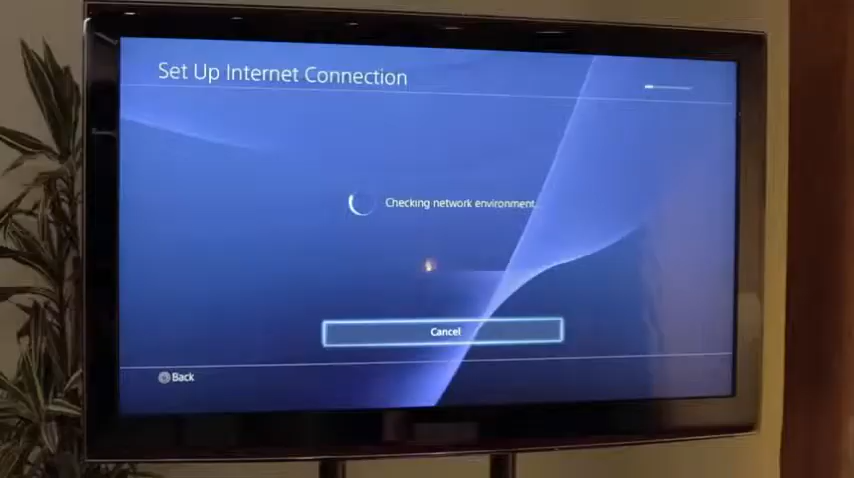 Set Up Internet Connection
Checking network environment...
Cancel
Back